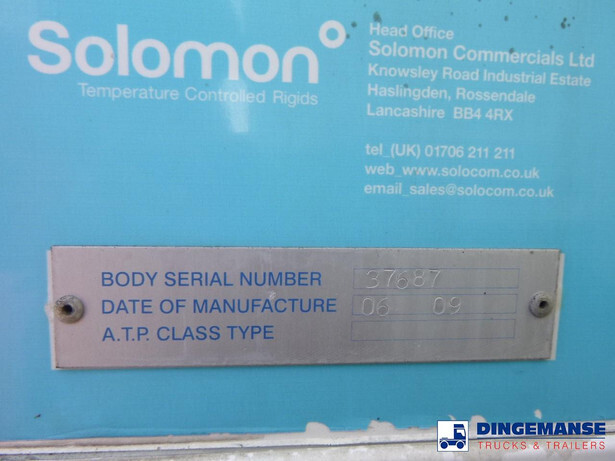 Solomon°
Temperature Controlled Rigids
Head Office
Solomon Commercials Ltd
Knowsley Road Industrial Estate
Haslingden, Rossendale
Lancashire BB4 4RX
tel_(UK) 01706 211 211
web_www.solocom.co.uk
email_sales@solocom.co.uk
BODY SERIAL NUMBER 37687
DATE OF MANUFACTURE 06 09
A.T.P. CLASS TYPE
DINGEMANSE
TRUCKS & TRAILERS